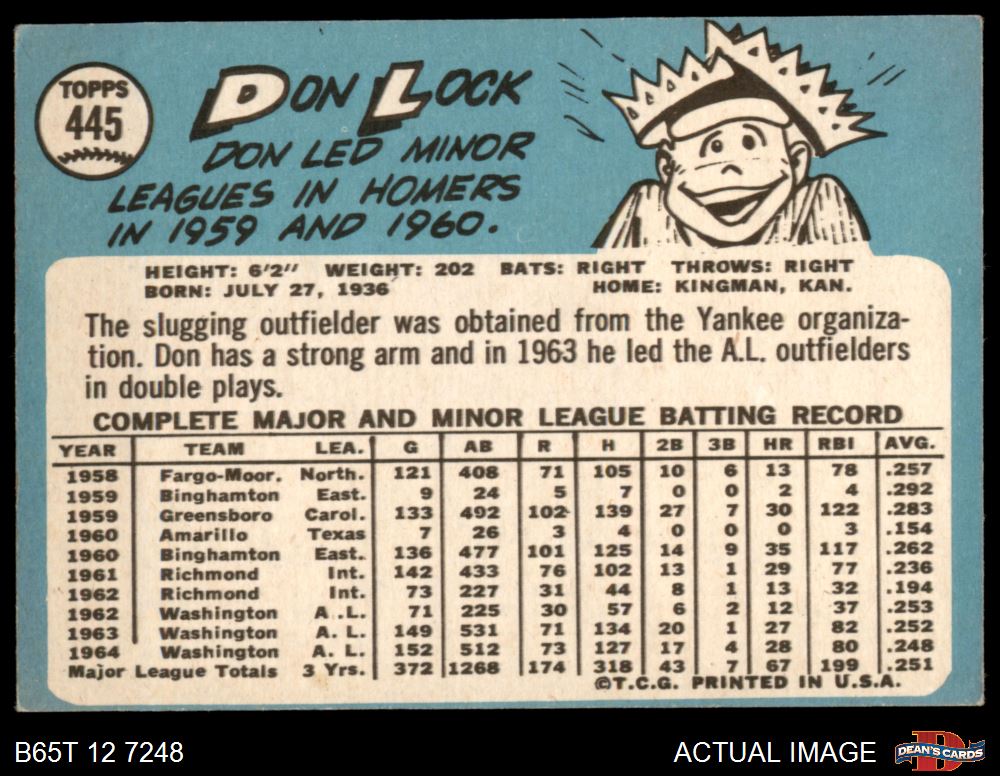 TOPPS
445
DON LOCK
DON LED MINOR
LEAGUES IN HOMERS
IN 1959 AND 1960.
HEIGHT: 6'2" WEIGHT: 202 BATS: RIGHT THROWS: RIGHT
BORN: JULY 27, 1936 HOME: KINGMAN, KAN.
The slugging outfielder was obtained from the Yankee organiza-
tion. Don has a strong arm and in 1963 he led the A.L. outfielders
in double plays.
COMPLETE MAJOR AND MINOR LEAGUE BATTING RECORD
YEAR TEAM LEA. G AB R H 2B 3B HR RBI AVG.
1958 Fargo-Moor. North. 121 408 71 105 10 6 13 78 .257
1959 Binghamton East. 9 24 5 7 0 0 2 4 .292
1959 Greensboro Carol. 133 492 102 139 27 7 30 122 .283
1960 Amarillo Texas 7 26 3 4 0 0 0 3 .154
1960 Binghamton East. 136 477 101 125 14 9 35 117 .262
1961 Richmond Int. 142 433 76 102 13 1 29 77 .236
1962 Richmond Int. 73 227 31 44 8 1 13 32 .194
1962 Washington A..L. 71 225 30 57 6 2 12 37 .253
1963 Washington A. L. 149 531 71 134 20 1 27 82 .252
1964 Washington A. L. 152 512 73 127 17 4 28 80 .248
Major League Totals 3 Yrs. 372 1268 174 318 43 7 67 199 .251
©T.C.G. PRINTED IN U.S.A.
B65T 12 7248 ACTUAL IMAGE
D
DEAN'S CARDS